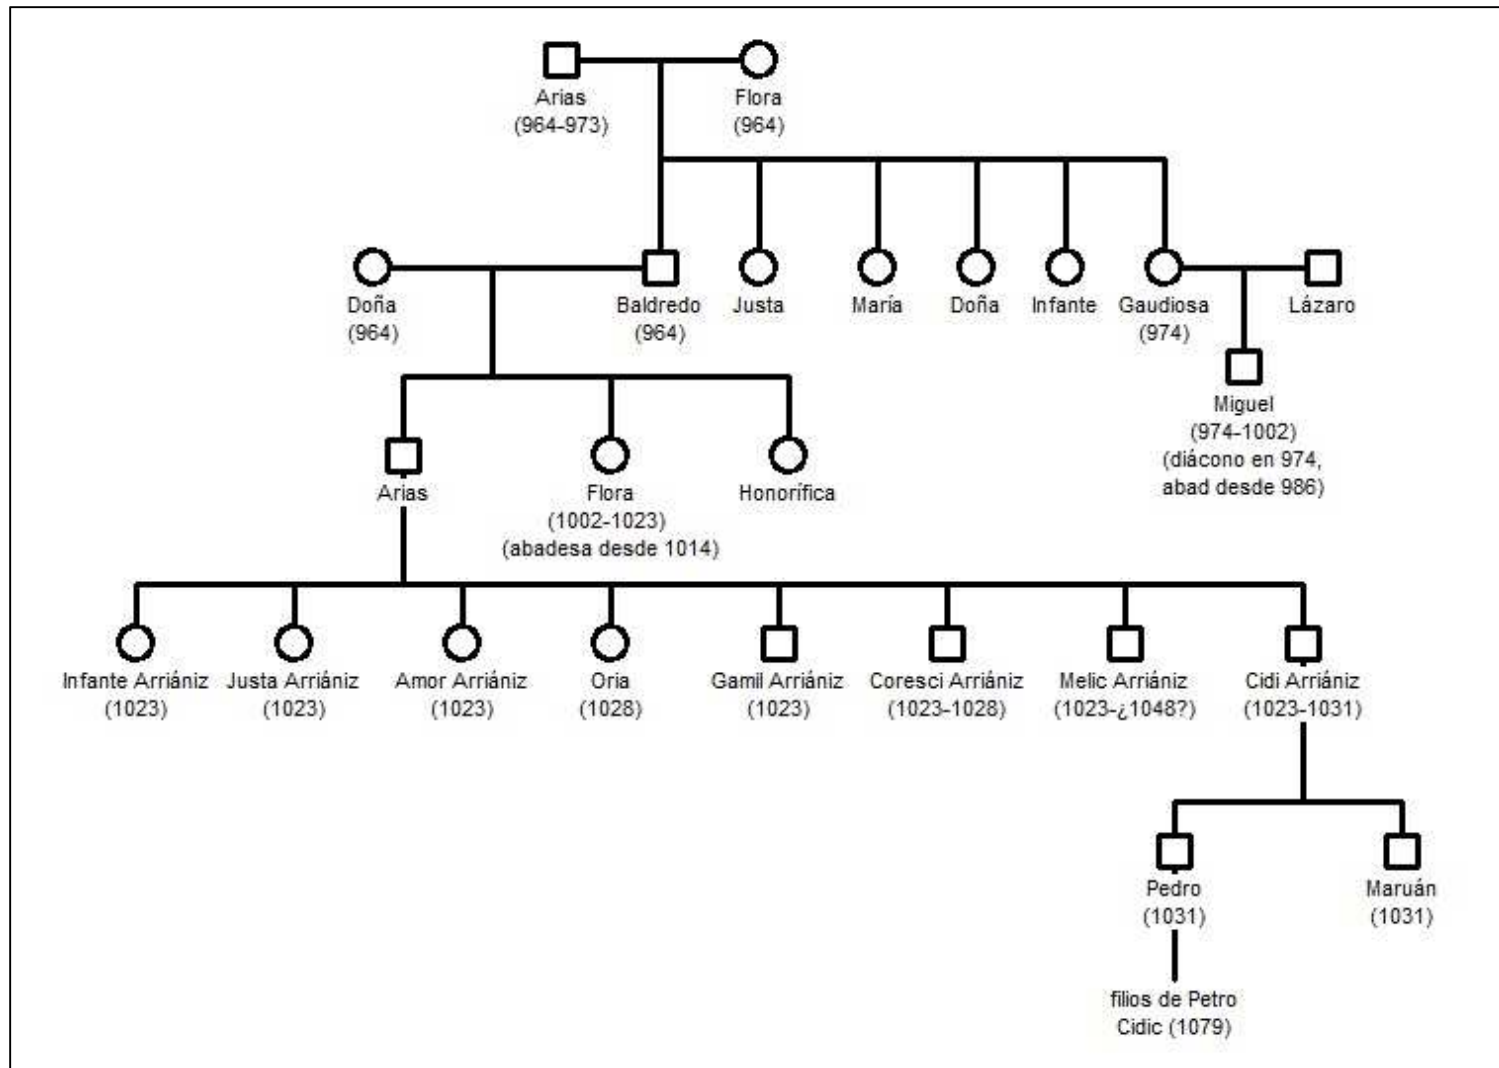 Arias
(964-973)
Flora
(964)
Doña
(964)
Baldredo
(964)
Justa
María
Doña
Infante
Gaudiosa
(974)
Lázaro
Miguel
(974-1002)
(diácono en 974,
abad desde 986)
Arias
Flora
(1002-1023)
(abadesa desde 1014)
Honorífica
Infante Arriániz
(1023)
Justa Arriániz
(1023)
Amor Arriániz
(1023)
Oria
(1028)
Gamil Arriániz
(1023)
Coresci Arriániz
(1023-1028)
Melic Arriániz
(1023-¿1048?)
Cidi Arriániz
(1023-1031)
Pedro
(1031)
Maruán
(1031)
filios de Petro
Cidic (1079)